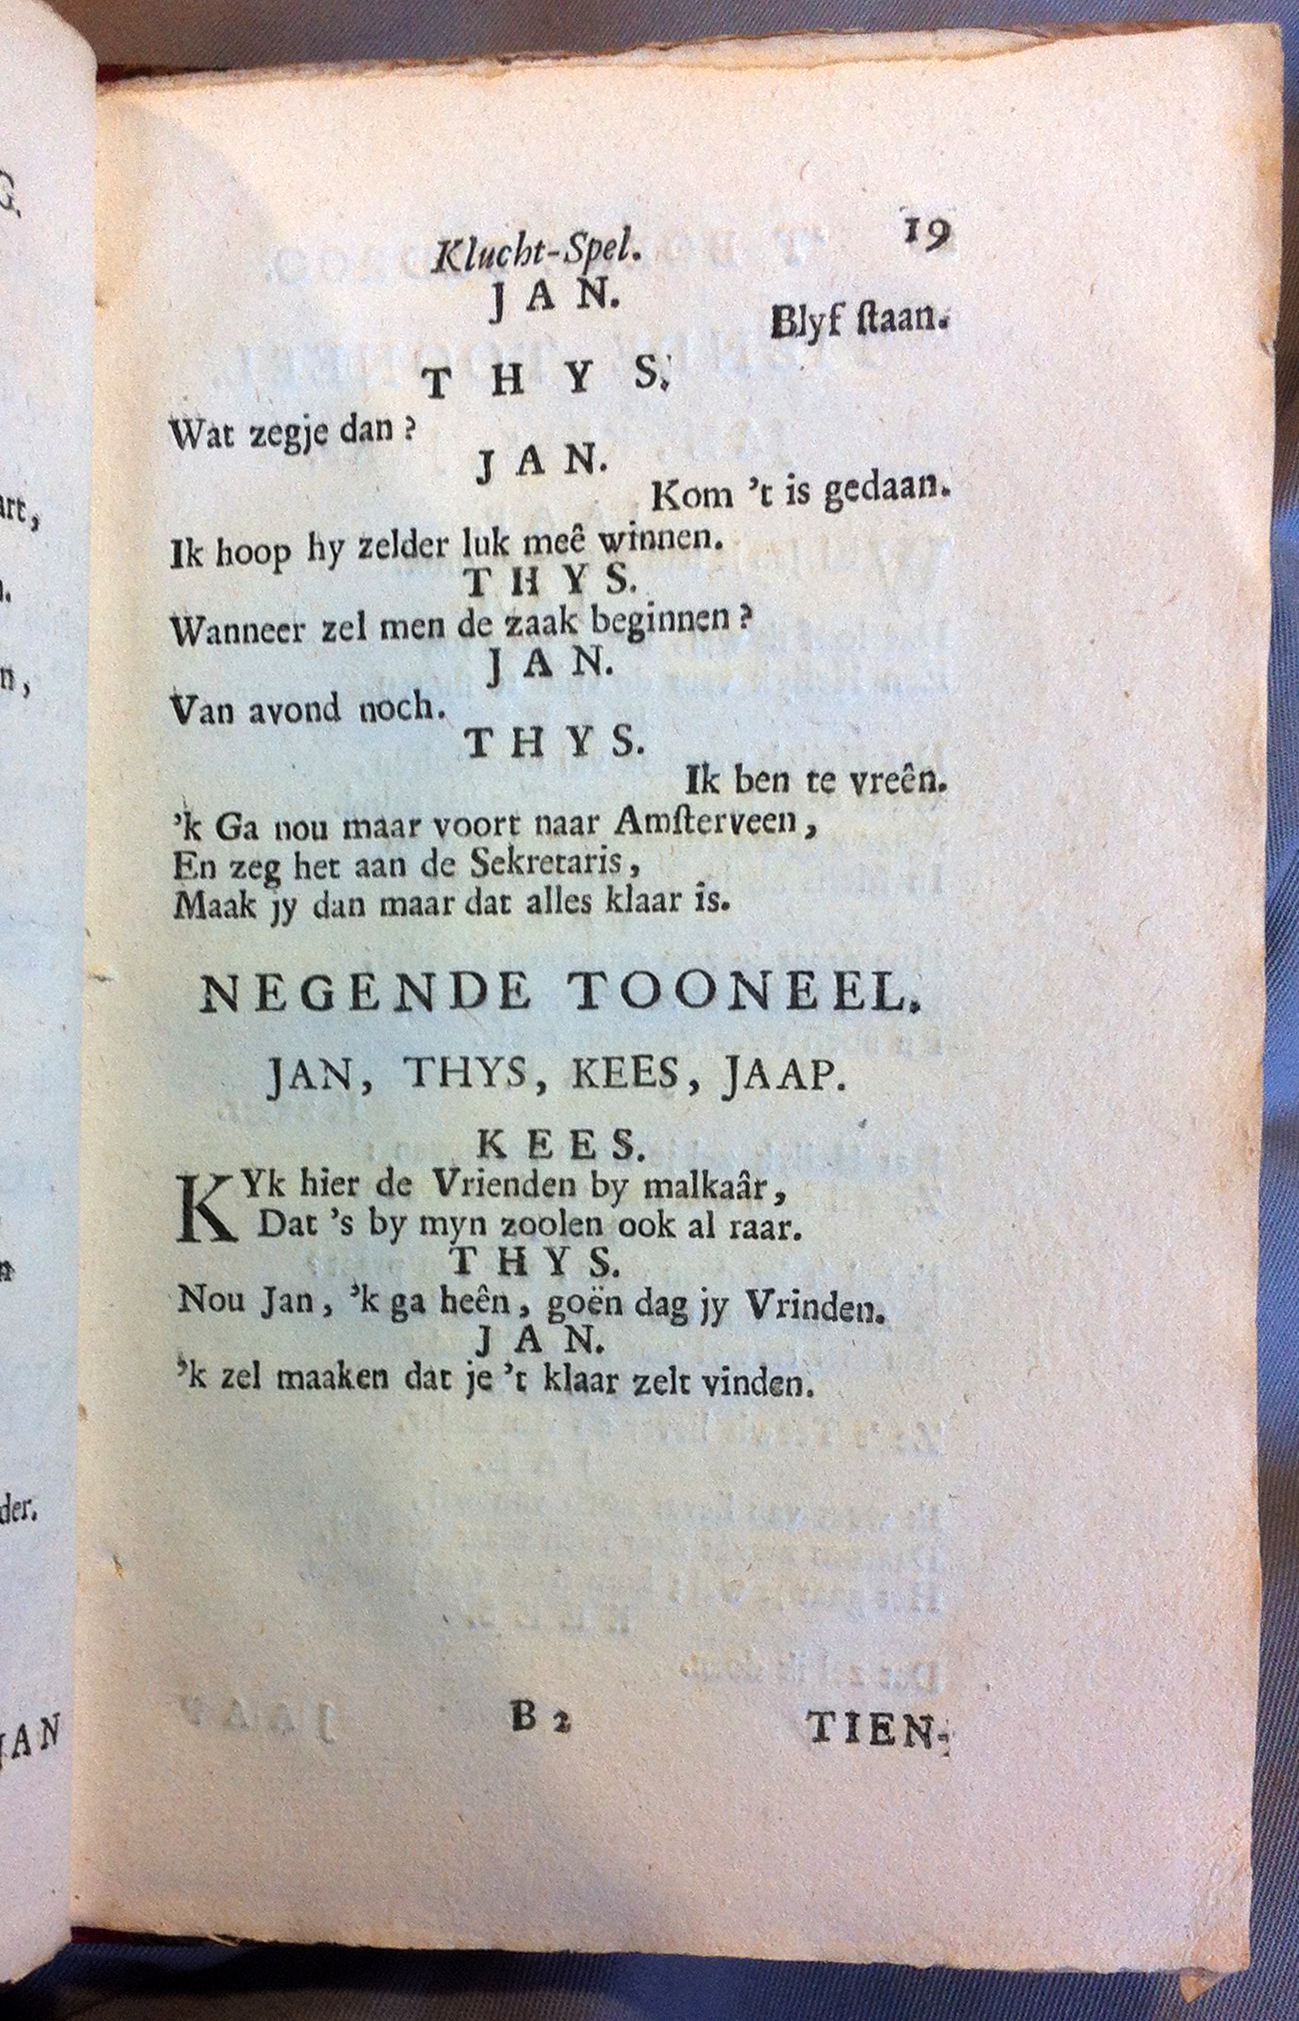 G.
art,
n,
der.
JAN
19
Klucht-Spel.
JAN.
Blyf ſtaan.
THYS.
Wat zegje dan?
JAN.
Kom 't is gedaan.
Ik hoop hy zelder luk meê winnen.
THYS.
Wanneer zel men de zaak beginnen?
JAN.
Van avond noch.
THYS.
Ik ben te vreên.
'k Ga nou maar voort naar Amſterveen,
En zeg het aan de Sekretaris,
Maak jy dan maar dat alles klaar is.
NEGENDE TOONEEL.
JAN, THYS, KEES, JAAP.
KEES.
KYk hier de Vrienden by malkaâr,
Dat 's by myn zoolen ook al raar.
THYS.
Nou Jan, 'k ga heên, goën dag jy Vrinden.
JAN.
'k zel maaken dat je 't klaar zelt vinden.
B 2
TIEN-